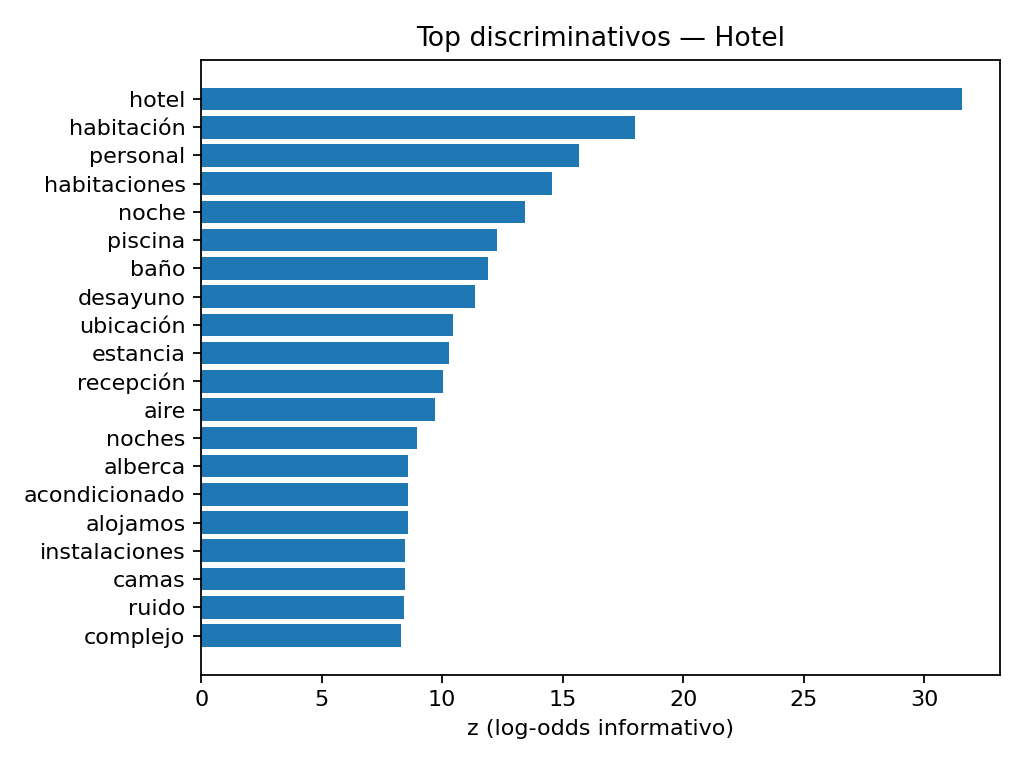 Top discriminativos — Hotel
hotel
habitación
personal
habitaciones
noche
piscina
baño
desayuno
ubicación
estancia
recepción
aire
noches
alberca
acondicionado
alojamos
instalaciones
camas
ruido
complejo
0 5 10 15 20 25 30
z (log-odds informativo)